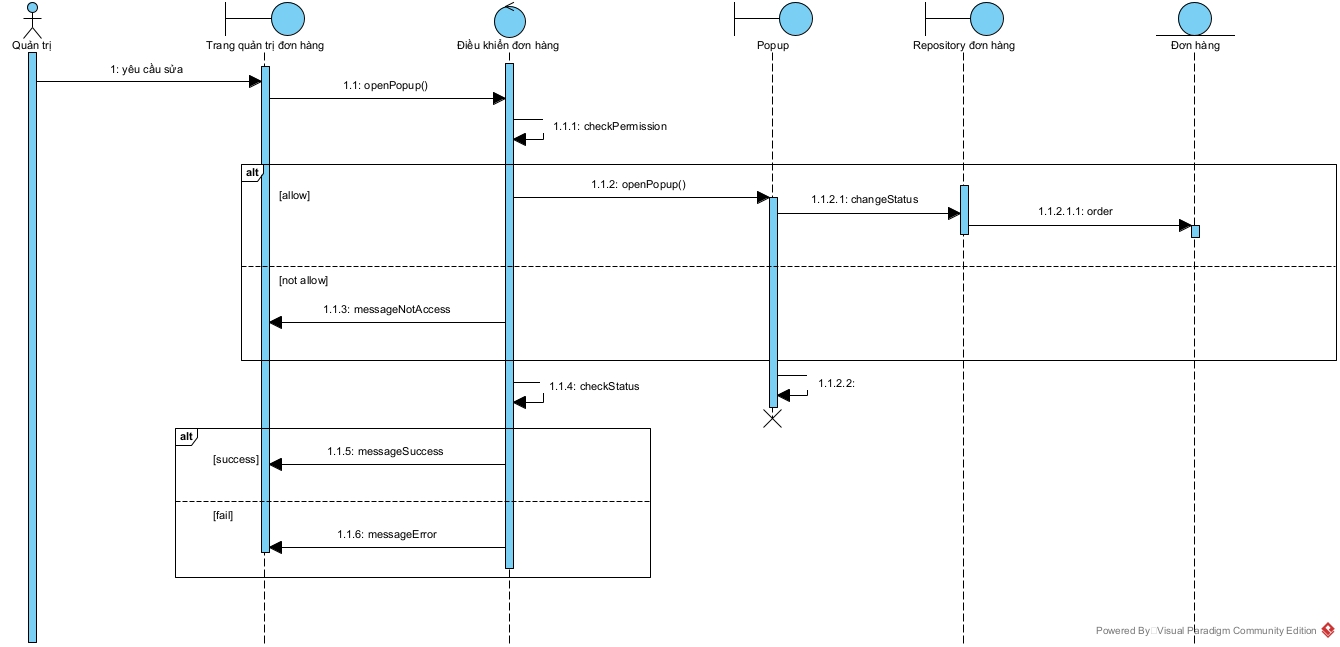 Quản trị
Trang quản trị đơn hàng
Điều khiển đơn hàng
Popup
Repository đơn hàng
Đơn hàng
1: yêu cầu sửa
1.1: openPopup()
1.1.1: checkPermission
alt
[allow]
1.1.2: openPopup()
1.1.2.1: changeStatus
1.1.2.1.1: order
[not allow]
1.1.3: messageNotAccess
1.1.4: checkStatus
1.1.2.2:
alt
[success]
1.1.5: messageSuccess
[fail]
1.1.6: messageError
Powered By Visual Paradigm Community Edition